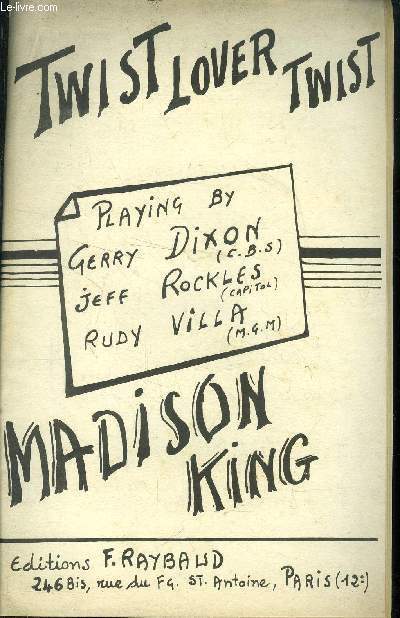 Le-livre.com
TWIST LOVER TWIST
PLAYING BY
GERRY DIXON
(C.B.S)
JEFF ROCKLES
(CAPITOL)
RUDY VILLA
(M.G.M)
MADISON
KING
Editions F. RAYBAUD
246 Bis, rue du FG. ST. Antoine, PARIS (12e)